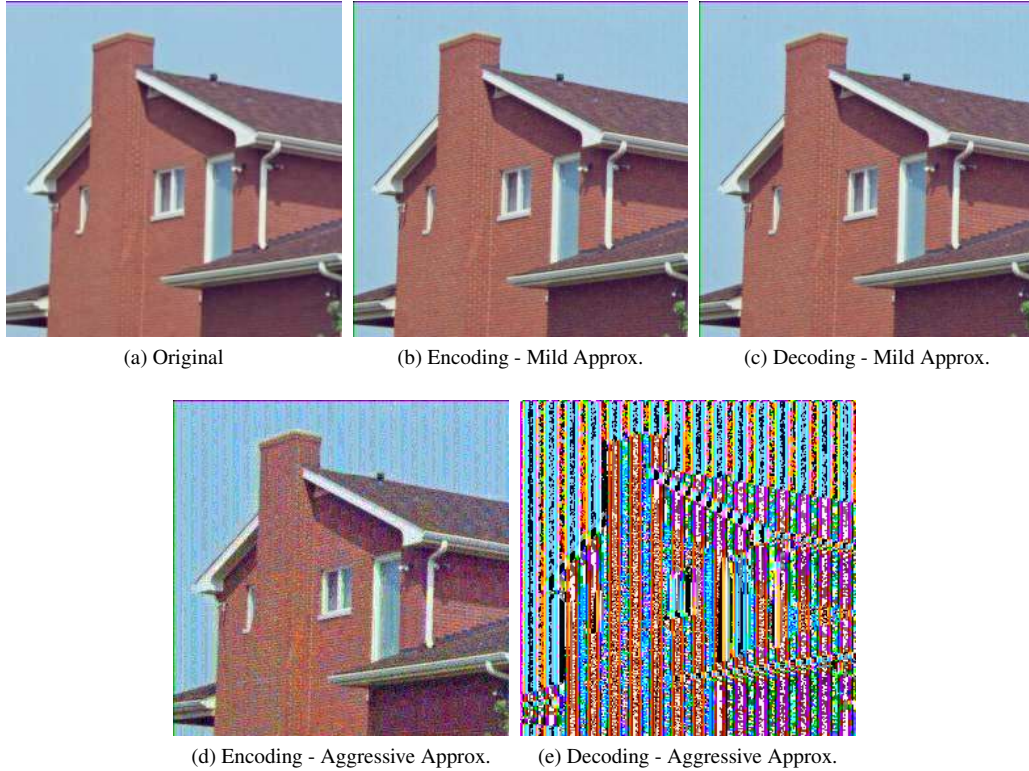 (a) Original
(b) Encoding - Mild Approx.
(c) Decoding - Mild Approx.
(d) Encoding - Aggressive Approx.
(e) Decoding - Aggressive Approx.